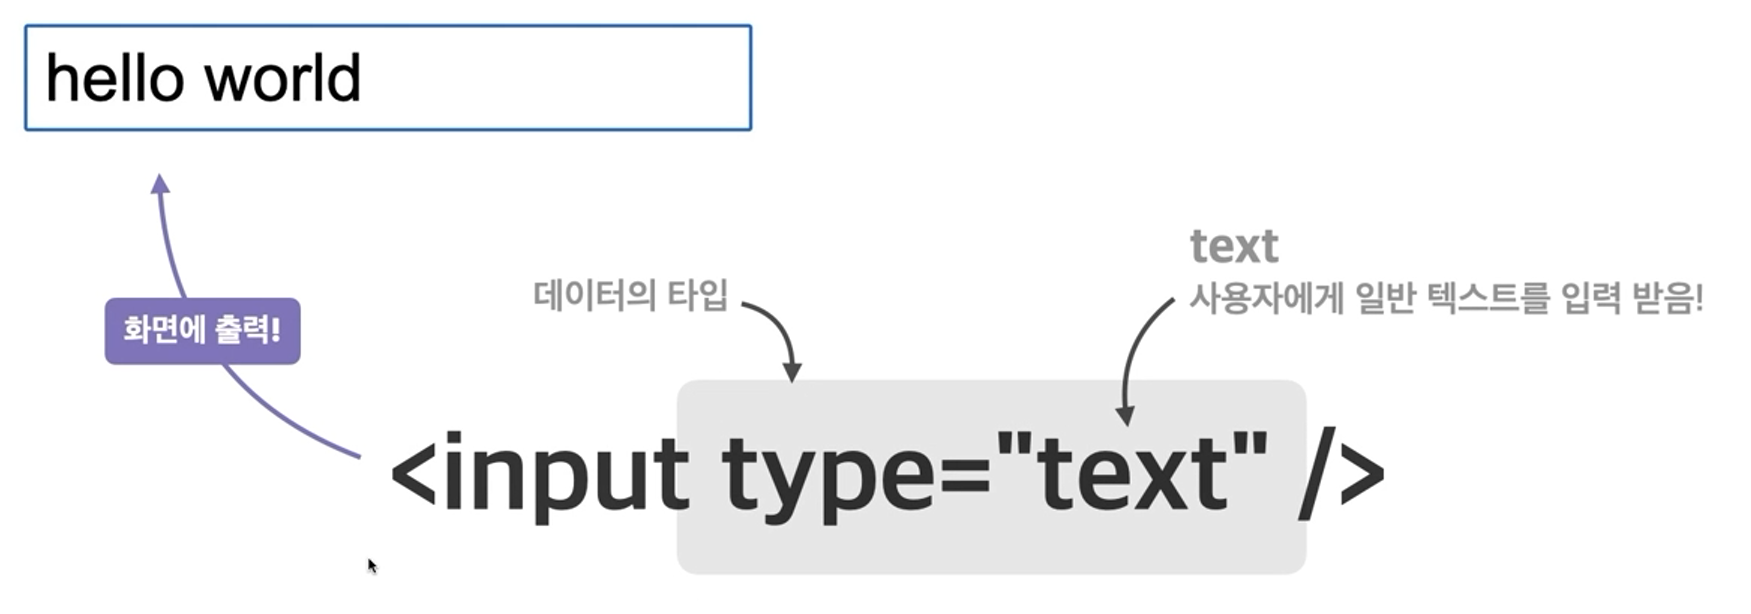 hello world
text
데이터의 타입
사용자에게 일반 텍스트를 입력 받음!
화면에 출력!
<input type="text" />